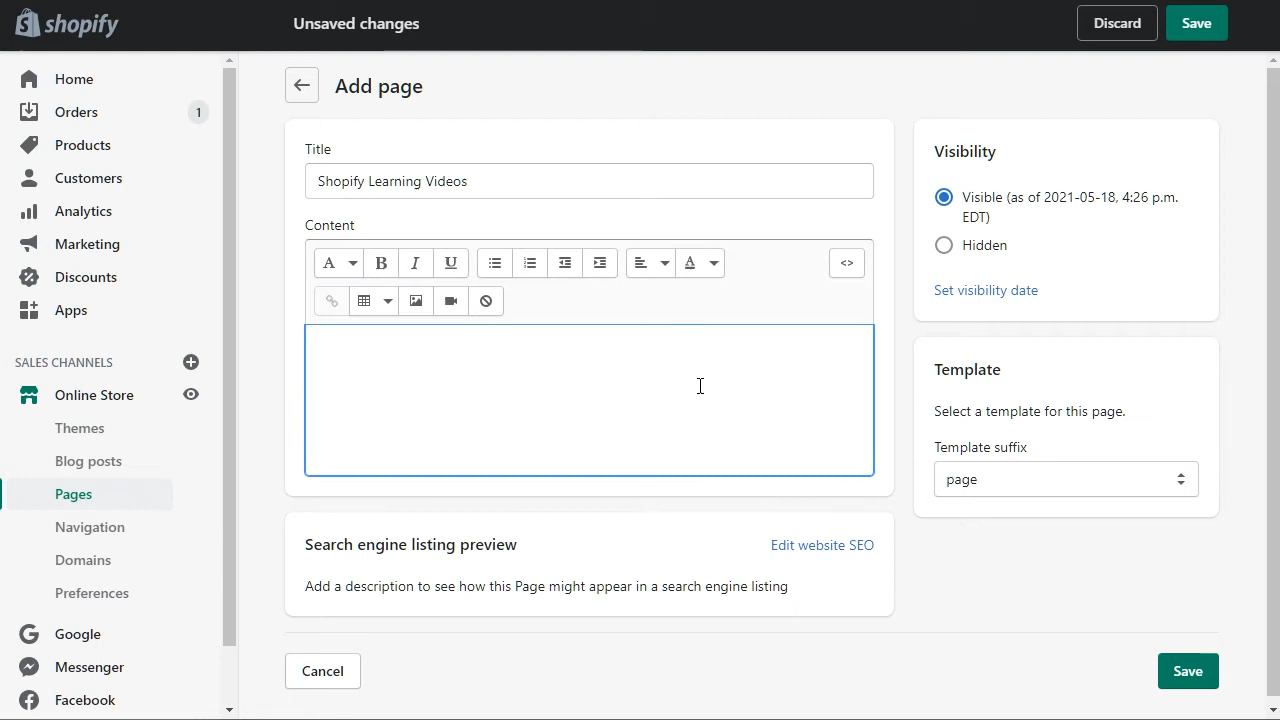 shopify
Unsaved changes
Discard
Save
Home
Orders
1
Products
Customers
Analytics
Marketing
Discounts
Apps
SALES CHANNELS
Online Store
Themes
Blog posts
Pages
Navigation
Domains
Preferences
Google
Messenger
Facebook
Add page
Title
Shopify Learning Videos
Content
A
B
I
U
A
<>
Search engine listing preview
Edit website SEO
Add a description to see how this Page might appear in a search engine listing
Visibility
Visible (as of 2021-05-18, 4:26 p.m.
EDT)
Hidden
Set visibility date
Template
Select a template for this page.
Template suffix
page
Cancel
Save